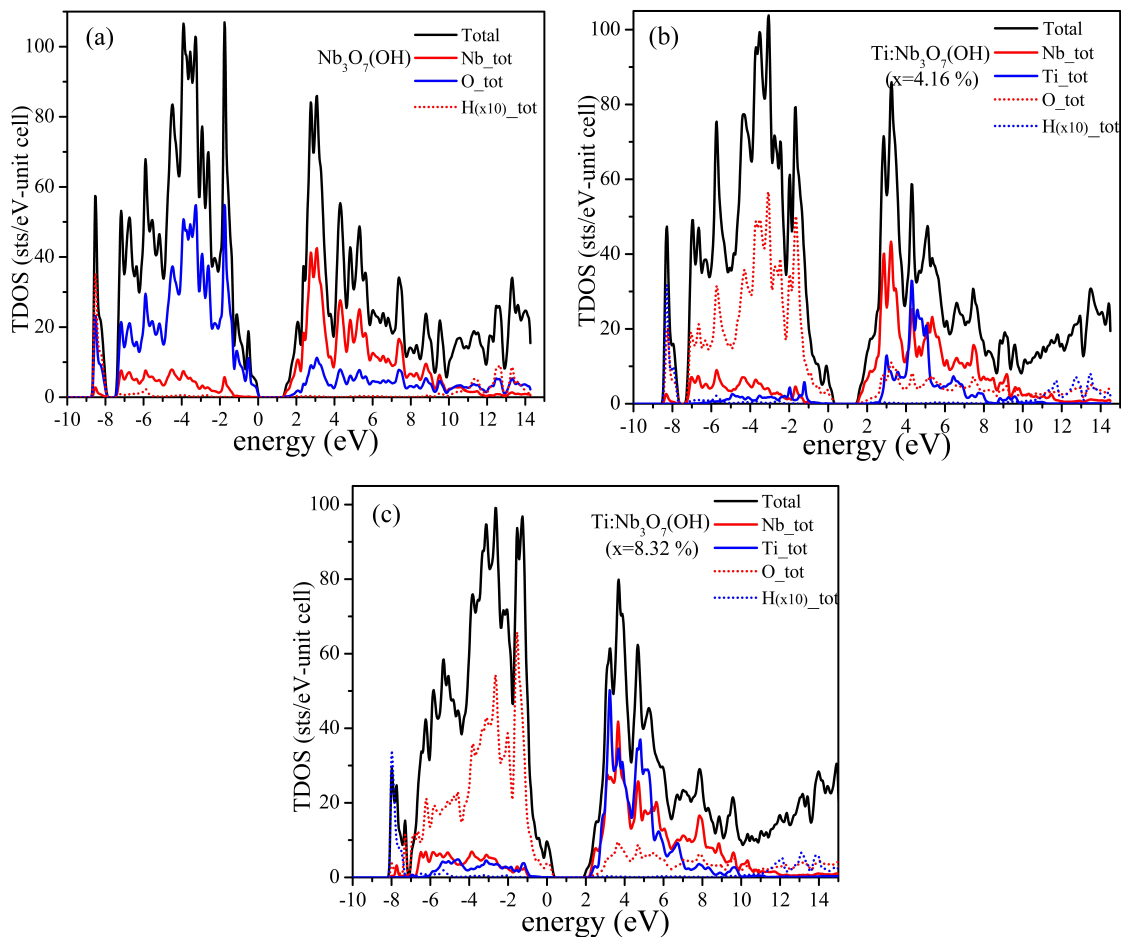 (a)
Nb3O7(OH)
Total
Nb_tot
O_tot
H(x10)_tot
TDOS (sts/eV-unit cell)
100
80
60
40
20
0
-10 -8 -6 -4 -2 0 2 4 6 8 10 12 14
energy (eV)
(b)
Ti:Nb3O7(OH)
(x=4.16 %)
Total
Nb_tot
Ti_tot
O_tot
H(x10)_tot
TDOS (sts/eV-unit cell)
100
80
60
40
20
0
-10 -8 -6 -4 -2 0 2 4 6 8 10 12 14
energy (eV)
(c)
Ti:Nb3O7(OH)
(x=8.32 %)
Total
Nb_tot
Ti_tot
O_tot
H(x10)_tot
TDOS (sts/eV-unit cell)
100
80
60
40
20
0
-10 -8 -6 -4 -2 0 2 4 6 8 10 12 14
energy (eV)